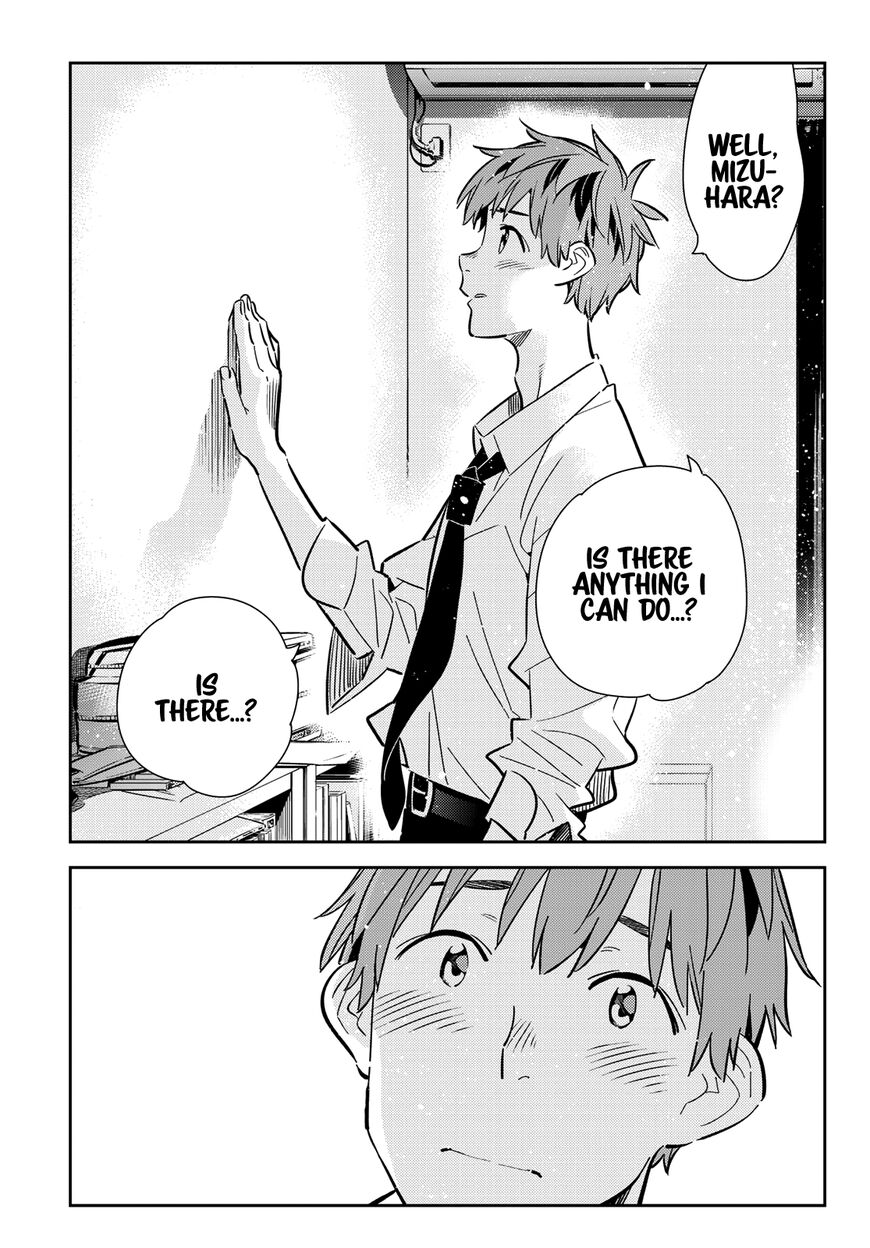 WELL,
MIZU-
HARA?
IS THERE
ANYTHING I
CAN DO...?
IS
THERE...?